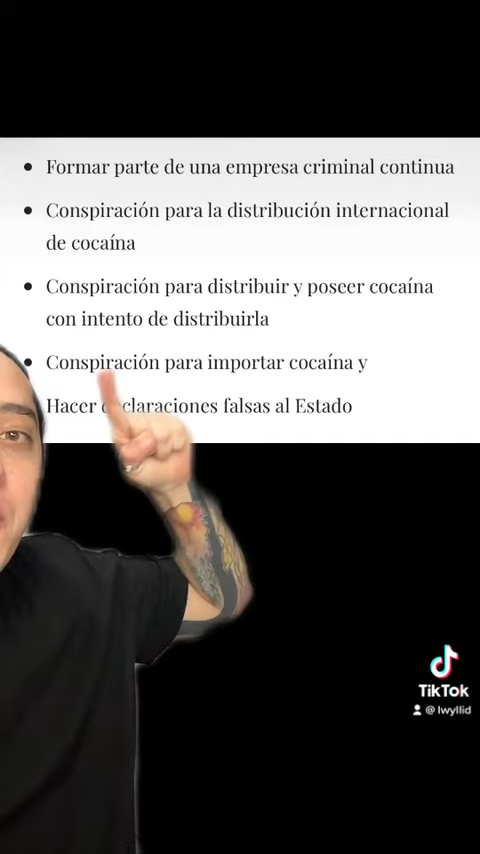 Formar parte de una empresa criminal continua
Conspiración para la distribución internacional
de cocaína
Conspiración para distribuir y poseer cocaína
con intento de distribuirla
Conspiración para importar cocaína y
Hacer declaraciones falsas al Estado
TikTok
@ lwyllid